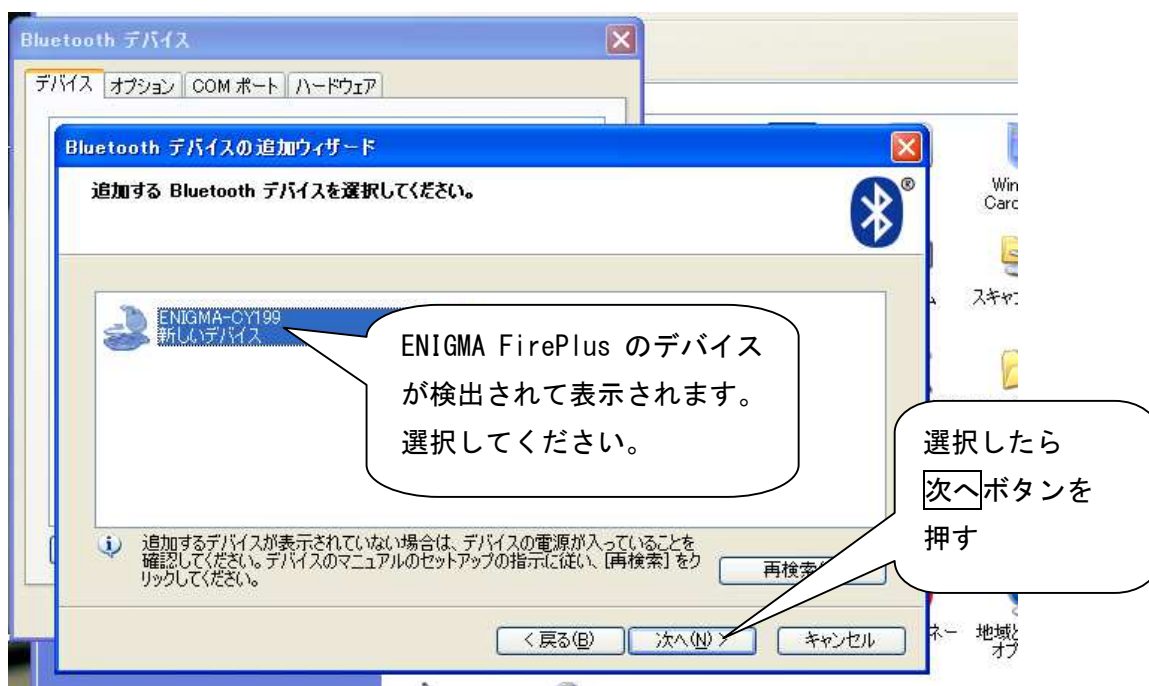 Bluetooth デバイス
デバイス オプション COM ポート ハードウェア
Bluetooth デバイスの追加ウィザード
追加する Bluetooth デバイスを選択してください。
®
ENIGMA-CY199
新しいデバイス
ENIGMA FirePlus のデバイス
が検出されて表示されます。
選択してください。
選択したら
次へボタンを
押す
追加するデバイスが表示されていない場合は、デバイスの電源が入っていることを
確認してください。デバイスのマニュアルのセットアップの指示に従い、[再検索] をク
リックしてください。
再検索
< 戻る(B) 次へ(N) > キャンセル
Win
Card
スキャ
ム
ネー
地域と
オプ